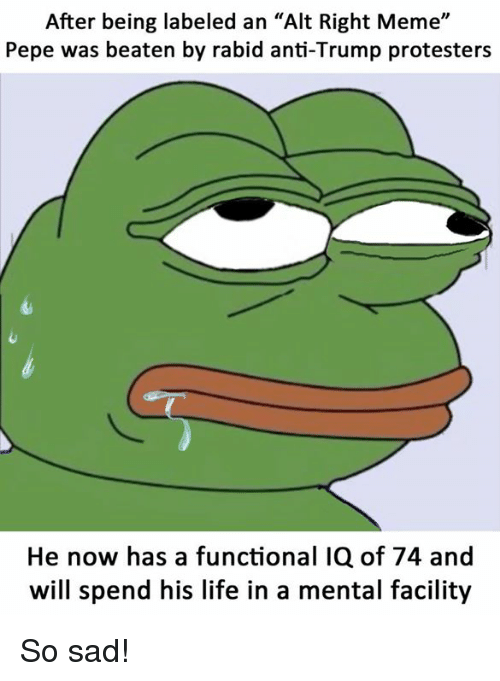 After being labeled an “Alt Right Meme”
Pepe was beaten by rabid anti-Trump protesters
He now has a functional IQ of 74 and
will spend his life in a mental facility
So sad!